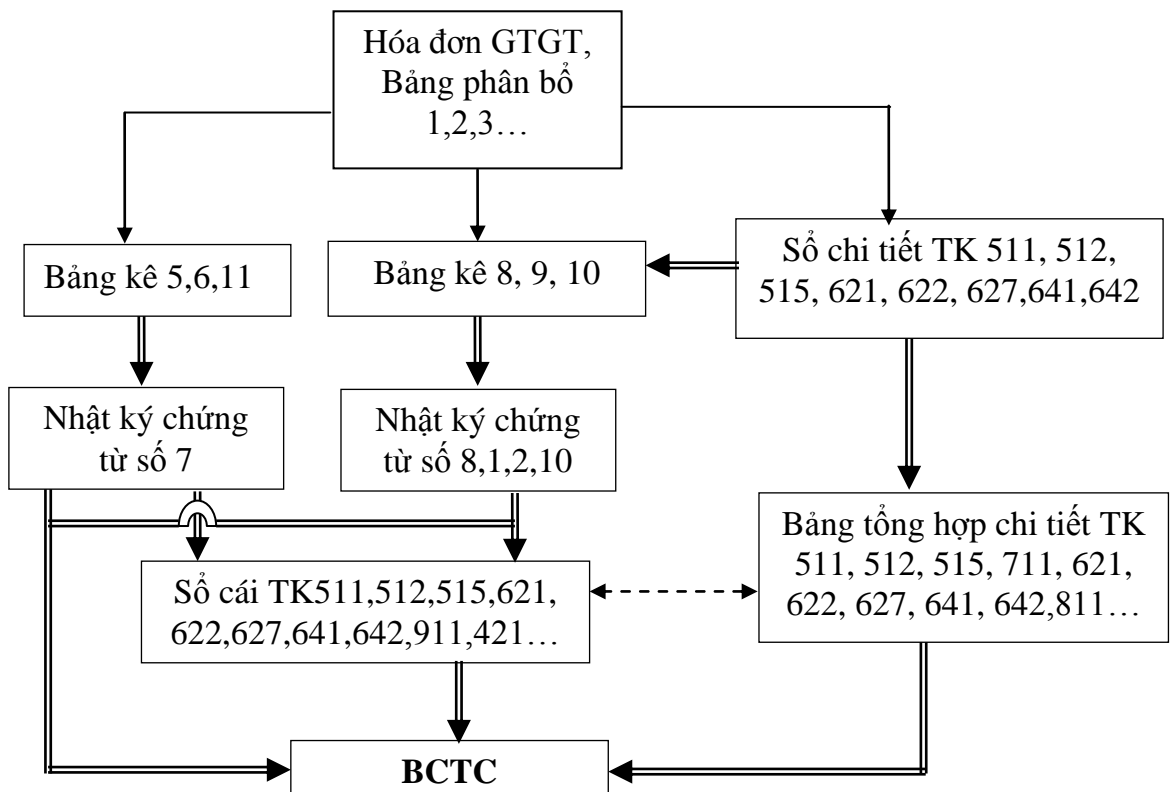 Hóa đơn GTGT,
Bảng phân bổ
1,2,3…
Bảng kê 5,6,11
Bảng kê 8, 9, 10
Sổ chi tiết TK 511, 512,
515, 621, 622, 627,641,642
Nhật ký chứng
từ số 7
Nhật ký chứng
từ số 8,1,2,10
Sổ cái TK511,512,515,621,
622,627,641,642,911,421…
Bảng tổng hợp chi tiết TK
511, 512, 515, 711, 621,
622, 627, 641, 642,811…
BCTC